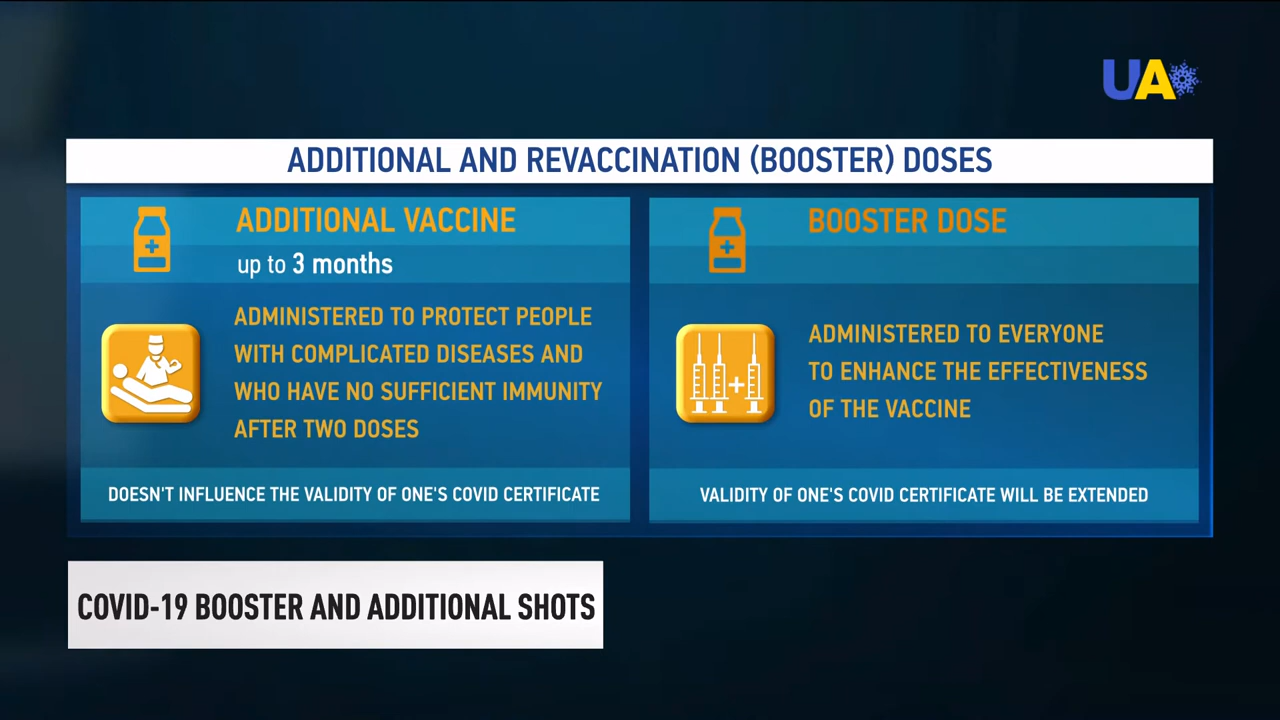 UA
ADDITIONAL AND REVACCINATION (BOOSTER) DOSES
ADDITIONAL VACCINE
up to 3 months
ADMINISTERED TO PROTECT PEOPLE
WITH COMPLICATED DISEASES AND
WHO HAVE NO SUFFICIENT IMMUNITY
AFTER TWO DOSES
DOESN'T INFLUENCE THE VALIDITY OF ONE'S COVID CERTIFICATE
BOOSTER DOSE
ADMINISTERED TO EVERYONE
TO ENHANCE THE EFFECTIVENESS
OF THE VACCINE
VALIDITY OF ONE'S COVID CERTIFICATE WILL BE EXTENDED
COVID-19 BOOSTER AND ADDITIONAL SHOTS